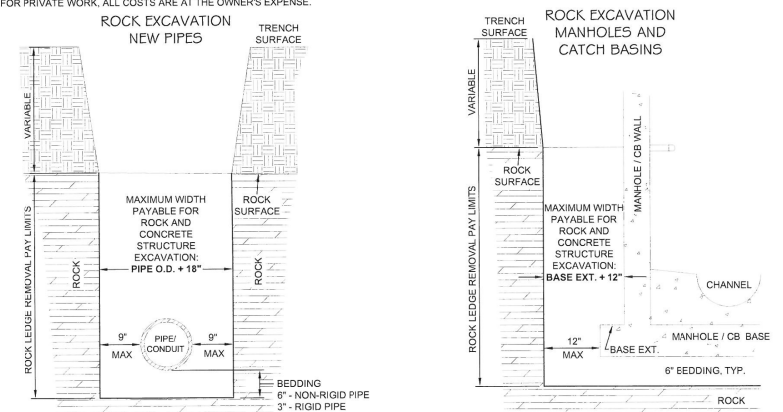 FOR PRIVATE WORK, ALL COSTS ARE AT THE OWNER'S EXPENSE.
ROCK EXCAVATION
NEW PIPES
TRENCH
SURFACE
VARIABLE
ROCK LEDGE REMOVAL PAY LIMITS
ROCK
MAXIMUM WIDTH
PAYABLE FOR
ROCK AND
CONCRETE
STRUCTURE
EXCAVATION:
PIPE O.D. + 18"
ROCK
SURFACE
ROCK
9"
MAX
PIPE/
CONDUIT
9"
MAX
BEDDING
6" - NON-RIGID PIPE
3" - RIGID PIPE
ROCK EXCAVATION
MANHOLES AND
CATCH BASINS
TRENCH
SURFACE
VARIABLE
ROCK
SURFACE
MANHOLE / CB WALL
ROCK LEDGE REMOVAL PAY LIMITS
MAXIMUM WIDTH
PAYABLE FOR
ROCK AND
CONCRETE
STRUCTURE
EXCAVATION:
BASE EXT. + 12"
CHANNEL
12"
MAX
BASE EXT.
MANHOLE / CB BASE
6" BEDDING, TYP.
ROCK